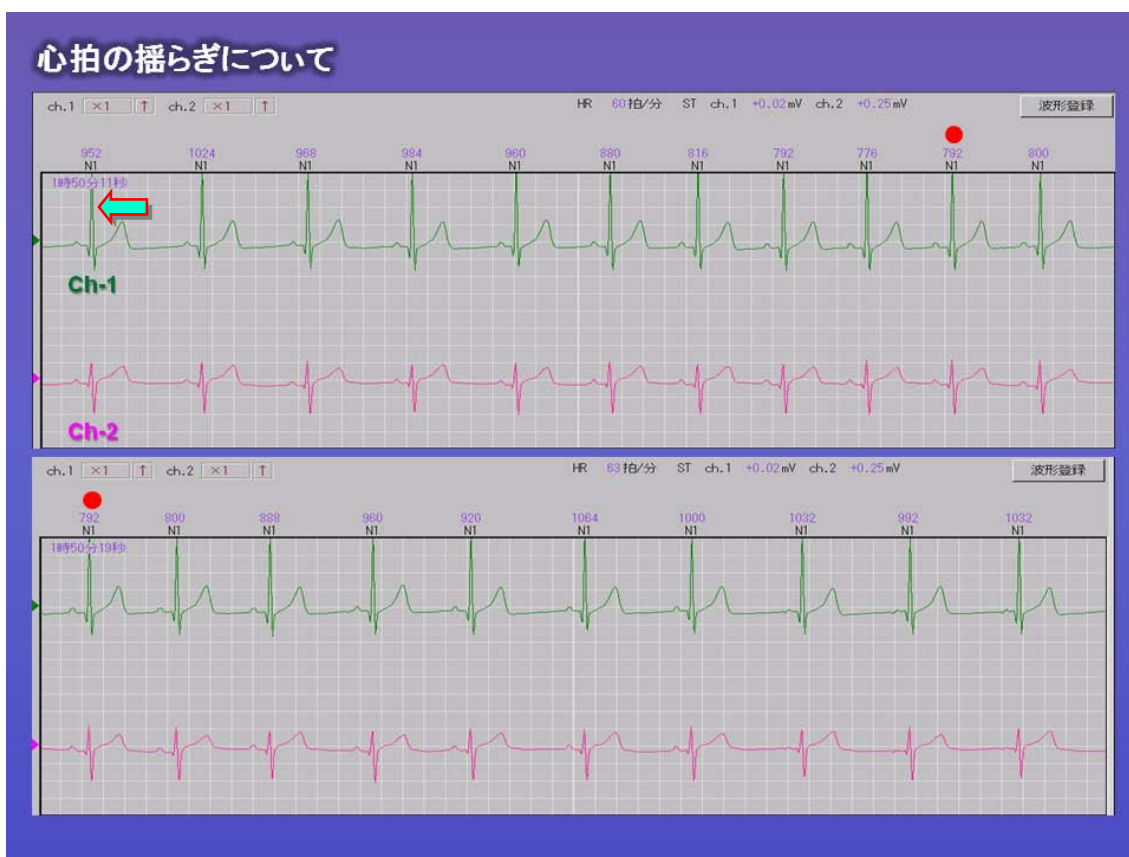 心拍の揺らぎについて
ch.1 ×1 ↑ ch.2 ×1 ↑ HR 60拍/分 ST ch.1 +0.02mV ch.2 +0.25mV 波形登録
952 1024 968 984 960 880 816 792 776 792 800
N1 N1 N1 N1 N1 N1 N1 N1 N1 N1 N1
1時50分11秒
Ch-1
Ch-2
ch.1 ×1 ↑ ch.2 ×1 ↑ HR 63拍/分 ST ch.1 +0.02mV ch.2 +0.25mV 波形登録
792 800 888 960 920 1064 1000 1032 992 1032
N1 N1 N1 N1 N1 N1 N1 N1 N1 N1
1時50分19秒